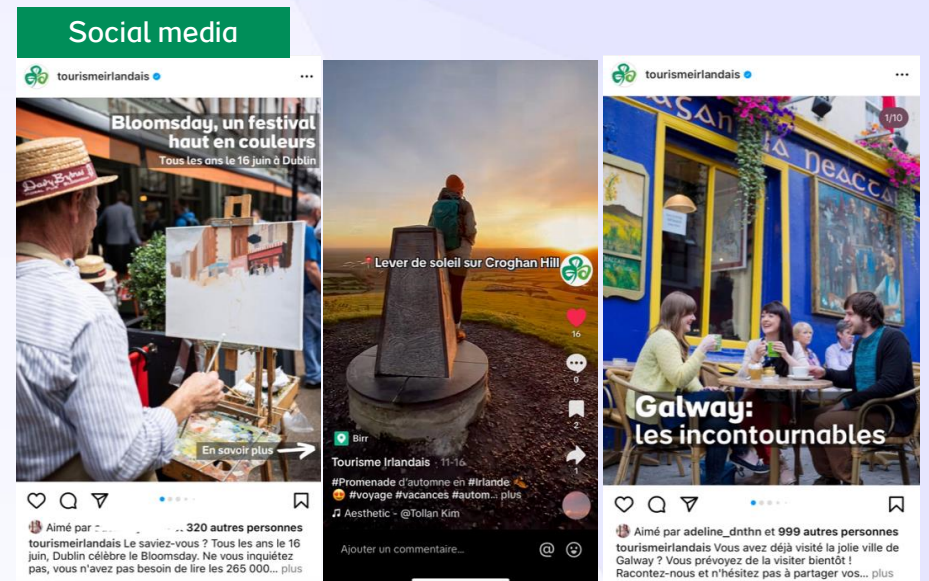 Social media
tourismeirlandais
Bloomsday, un festival
haut en couleurs
Tous les ans le 16 juin à Dublin
Davy Byrnes
En savoir plus
Aimé par
320 autres personnes
tourismeirlandais Le saviez-vous ? Tous les ans le 16
juin, Dublin célèbre le Bloomsday. Ne vous inquiétez
pas, vous n'avez pas besoin de lire les 265 000... plus
Lever de soleil sur Croghan Hill
16
0
2
1
Birr
Tourisme Irlandais · 11-16
#Promenade d'automne en #Irlande
#voyage #vacances #autom... plus
Aesthetic - @Tollan Kim
Ajouter un commentaire...
@
tourismeirlandais
1/10
Galway:
les incontournables
Aimé par adeline_dnthn et 999 autres personnes
tourismeirlandais Vous avez déjà visité la jolie ville de
Galway ? Vous prévoyez de la visiter bientôt !
Racontez-nous et n'hésitez pas à partager vos... plus